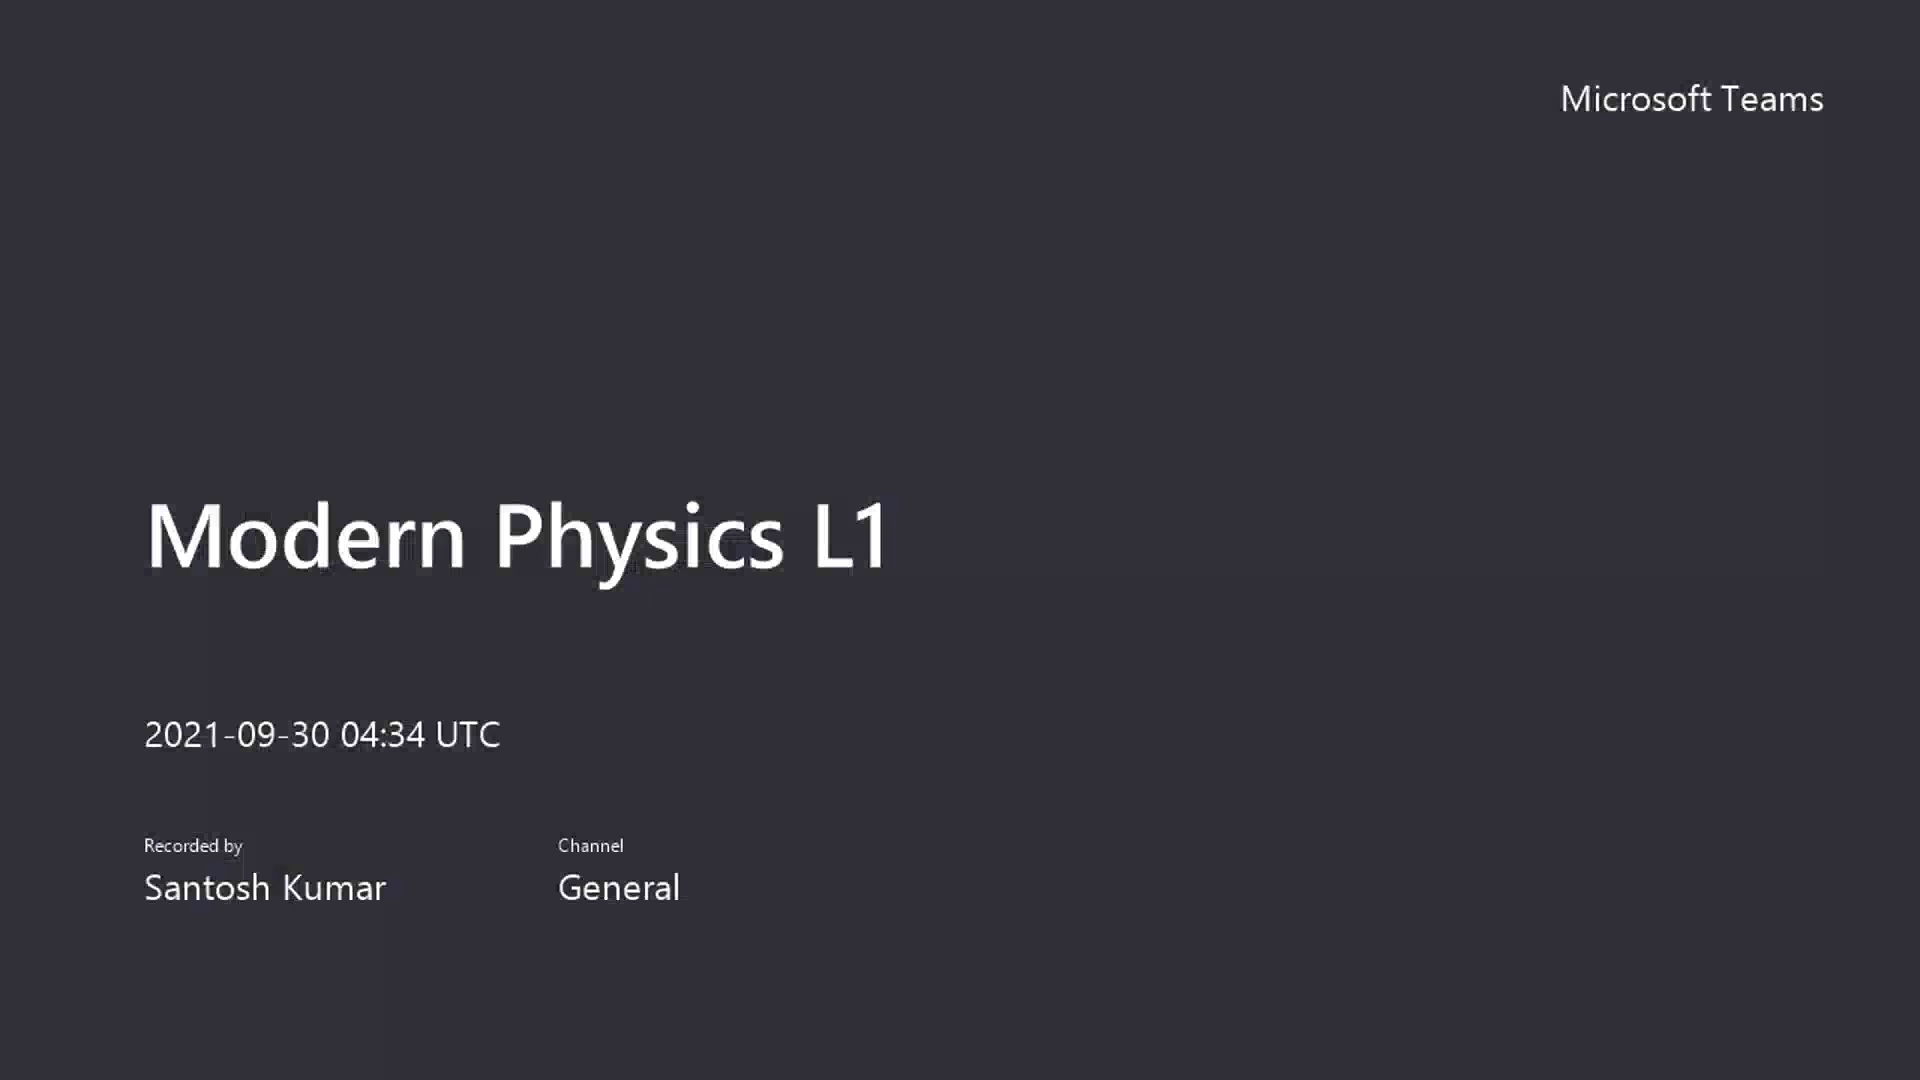 Microsoft Teams
Modern Physics L1
2021-09-30 04:34 UTC
Recorded by
Channel
Santosh Kumar
General